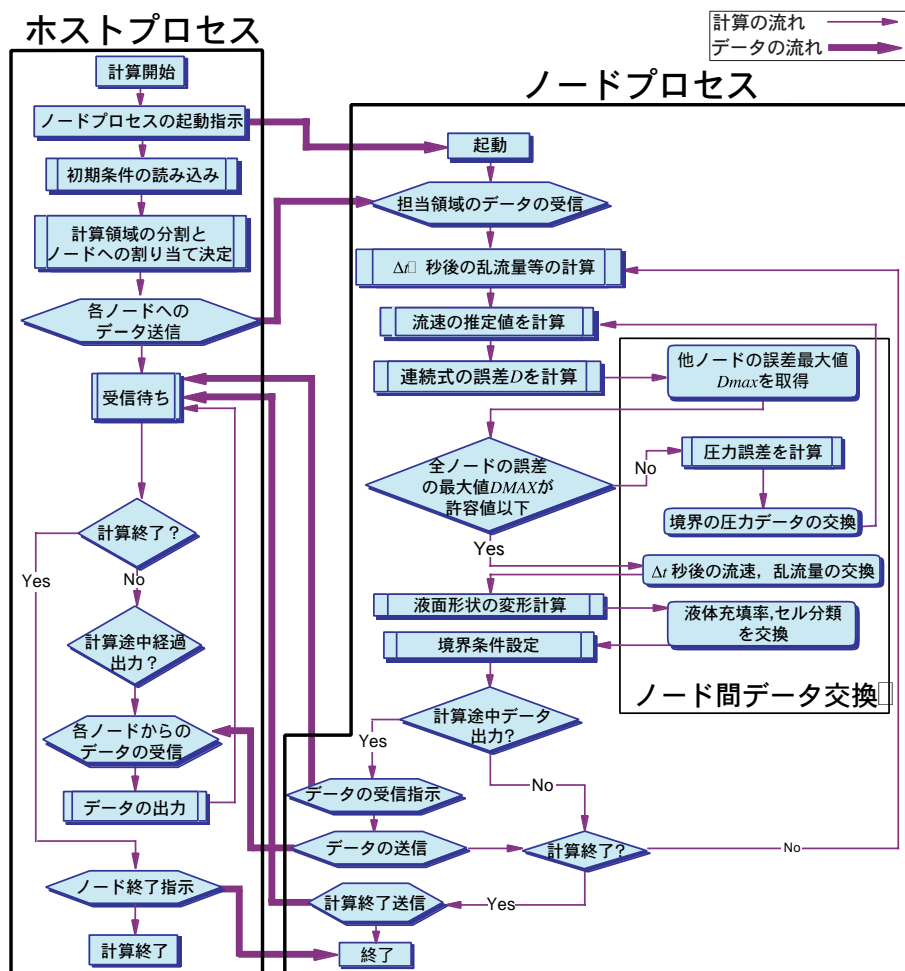 ホストプロセス
計算の流れ
データの流れ
ノードプロセス
計算開始
ノードプロセスの起動指示
初期条件の読み込み
計算領域の分割と
ノードへの割り当て決定
各ノードへの
データ送信
受信待ち
計算終了？
Yes
No
計算途中経過
出力？
各ノードからの
データの受信
データの出力
ノード終了指示
計算終了
起動
担当領域のデータの受信
Δt□ 秒後の乱流量等の計算
流速の推定値を計算
連続式の誤差Dを計算
他ノードの誤差最大値
Dmaxを取得
全ノードの誤差
の最大値DMAXが
許容値以下
No
圧力誤差を計算
境界の圧力データの交換
Yes
Δt 秒後の流速，乱流量の交換
液面形状の変形計算
液体充填率,セル分類
を交換
境界条件設定
ノード間データ交換□
計算途中データ
出力?
Yes
No
データの受信指示
データの送信
計算終了?
No
Yes
計算終了送信
終了